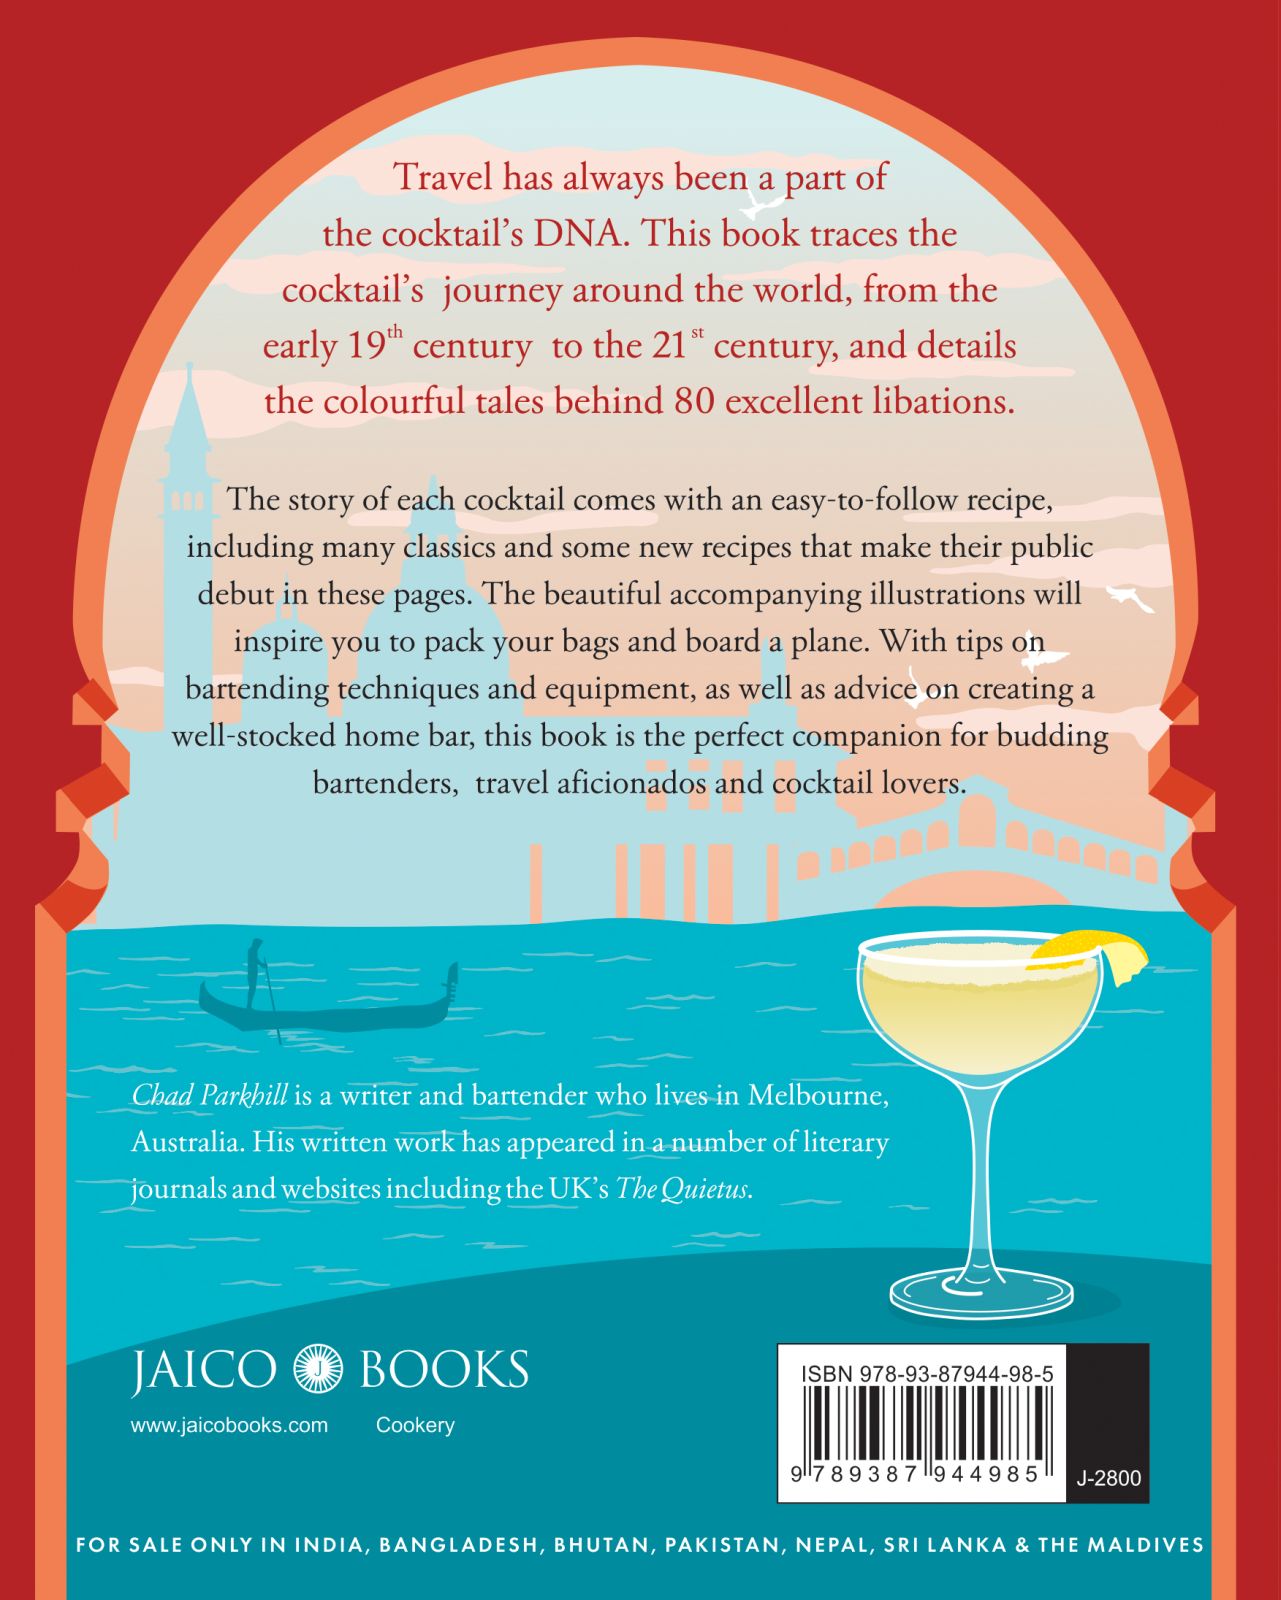 Travel has always been a part of
the cocktail's DNA. This book traces the
cocktail's journey around the world, from the
early 19th century to the 21st century, and details
the colourful tales behind 80 excellent libations.
The story of each cocktail comes with an easy-to-follow recipe,
including many classics and some new recipes that make their public
debut in these pages. The beautiful accompanying illustrations will
inspire you to pack your bags and board a plane. With tips on
bartending techniques and equipment, as well as advice on creating a
well-stocked home bar, this book is the perfect companion for budding
bartenders, travel aficionados and cocktail lovers.
Chad Parkhill is a writer and bartender who lives in Melbourne,
Australia. His written work has appeared in a number of literary
journals and websites including the UK's The Quietus.
JAICO J BOOKS
www.jaicobooks.com Cookery
ISBN 978-93-87944-98-5
9 789387 944985
J-2800
FOR SALE ONLY IN INDIA, BANGLADESH, BHUTAN, PAKISTAN, NEPAL, SRI LANKA & THE MALDIVES